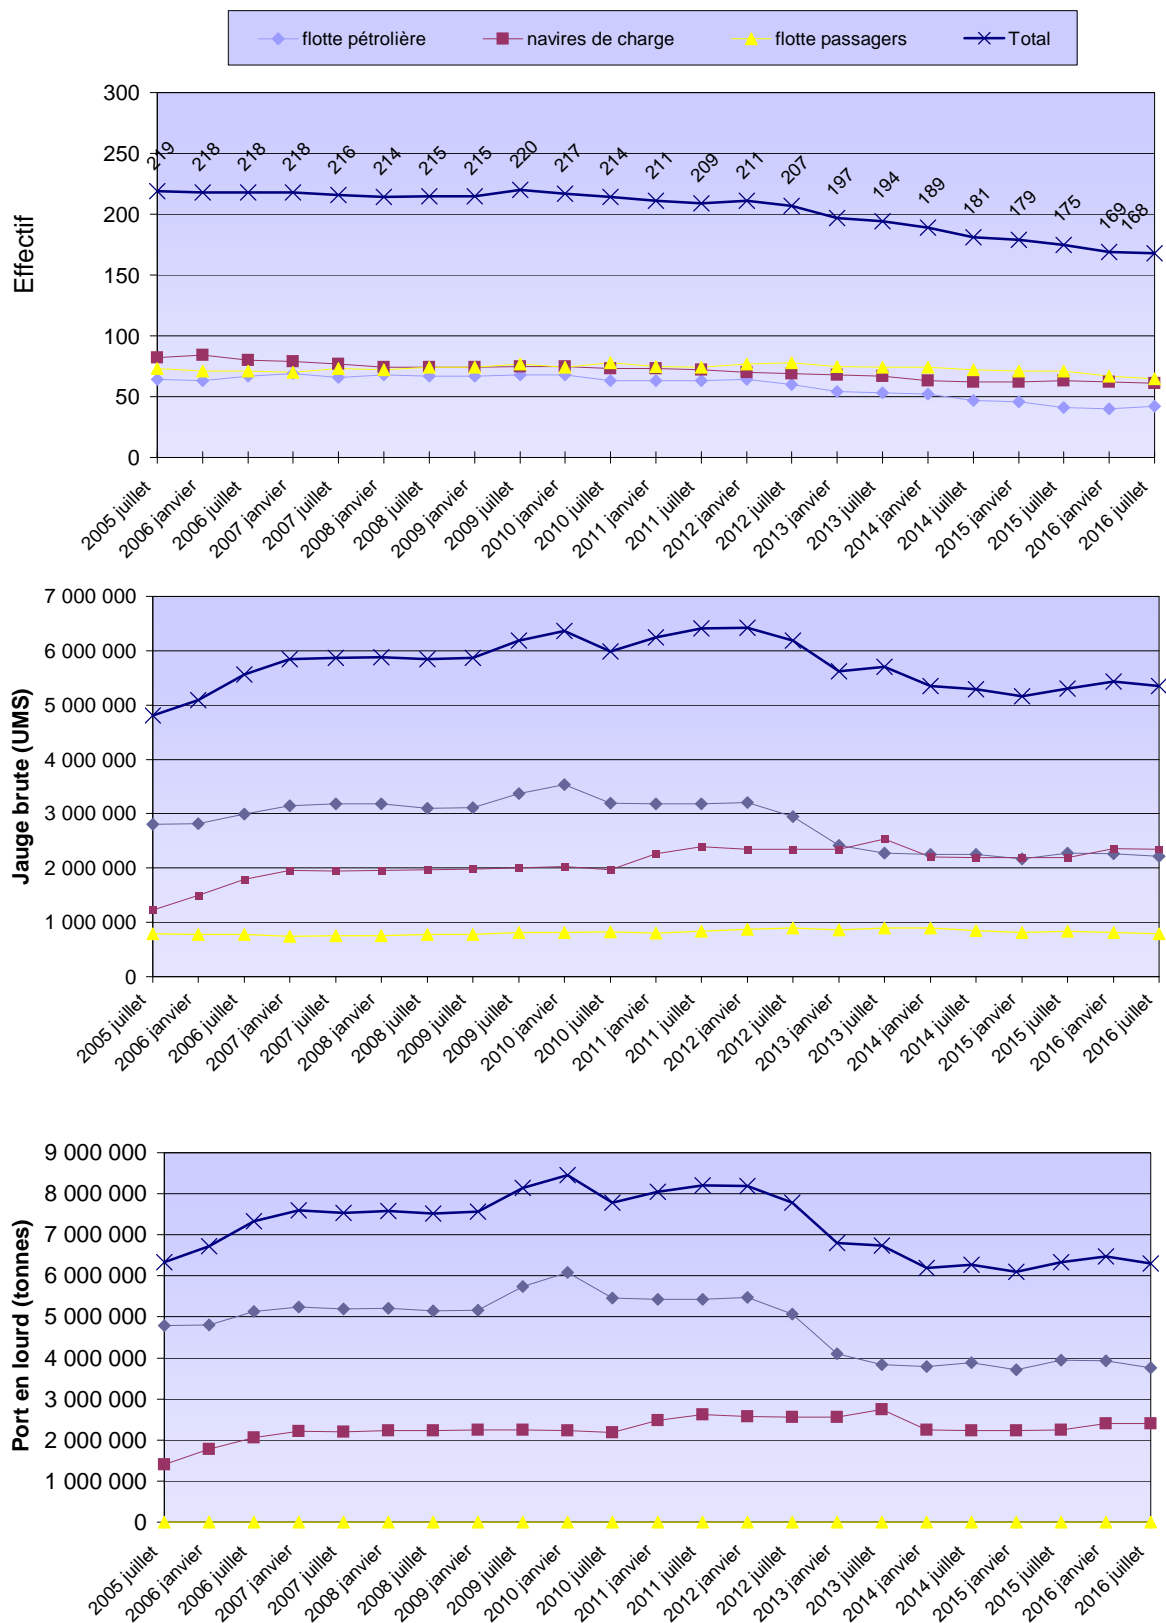 flotte pétrolière navires de charge flotte passagers Total
Effectif
300
250
200
150
100
50
0
219 218 218 218 216 214 215 215 220 217 214 211 209 211 207 197 194 189 181 179 175 169 168
2005 juillet
2006 janvier
2006 juillet
2007 janvier
2007 juillet
2008 janvier
2008 juillet
2009 janvier
2009 juillet
2010 janvier
2010 juillet
2011 janvier
2011 juillet
2012 janvier
2012 juillet
2013 janvier
2013 juillet
2014 janvier
2014 juillet
2015 janvier
2015 juillet
2016 janvier
2016 juillet
Jauge brute (UMS)
7 000 000
6 000 000
5 000 000
4 000 000
3 000 000
2 000 000
1 000 000
0
2005 juillet
2006 janvier
2006 juillet
2007 janvier
2007 juillet
2008 janvier
2008 juillet
2009 juillet
2009 juillet
2010 janvier
2010 juillet
2011 janvier
2011 juillet
2012 janvier
2012 juillet
2013 janvier
2013 juillet
2014 janvier
2014 juillet
2015 janvier
2015 juillet
2016 janvier
2016 juillet
Port en lourd (tonnes)
9 000 000
8 000 000
7 000 000
6 000 000
5 000 000
4 000 000
3 000 000
2 000 000
1 000 000
0
2005 juillet
2006 janvier
2006 juillet
2007 janvier
2007 juillet
2008 janvier
2008 juillet
2009 janvier
2009 juillet
2010 janvier
2010 juillet
2011 janvier
2011 juillet
2012 janvier
2012 juillet
2013 janvier
2013 juillet
2014 janvier
2014 juillet
2015 janvier
2015 juillet
2016 janvier
2016 juillet